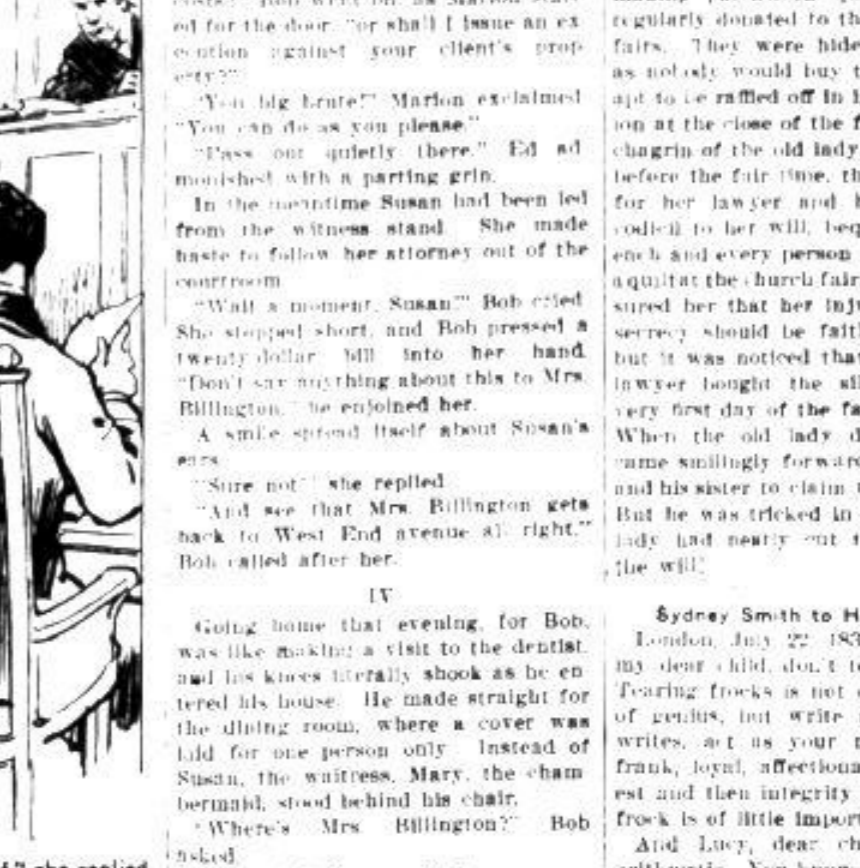 ed for the door, "or shall I issue an ex
ecution against your client's prop
erty?"
"You big brute!" Marion exclaimed
"You can do as you please."
"Pass out quietly there." Ed ad
monished with a parting grin.
In the meantime Susan had been led
from the witness stand. She made
haste to follow her attorney out of the
courtroom
"Wait a moment, Susan!" Bob cried
She stopped short, and Bob pressed a
twenty dollar bill into her hand.
"Don't say anything about this to Mrs.
Billington," he enjoined her.
A smile spread itself about Susan's
ears
"Sure not" she replied
"And see that Mrs. Billington gets
back to West End avenue all right,"
Bob called after her.
IV
Going home that evening, for Bob,
was like making a visit to the dentist,
and his knees literally shook as he en
tered his house. He made straight for
the dining room, where a cover was
laid for one person only Instead of
Susan, the waitress, Mary, the cham
bermaid, stood behind his chair.
"Where's Mrs Billington?" Bob
asked.
regularly donated to th
fairs. They were hide
as nobody would buy t
apt to be raffled off in
ion at the close of the f
chagrin of the old lady
before the fair time, th
for her lawyer and h
codicil to her will, beq
each and every person
a quilt at the church fair
sured her that her inj
secrecy should be fait
but it was noticed that
lawyer bought the
very first day of the fa
When the old lady d
came smilingly forward
and his sister to claim t
But he was tricked in
lady had neatly cut
the will!
Sydney Smith to H
London, July 22 183
my dear child, don't t
Tearing frocks is not
of genius, but write
writes, act as your
frank, loyal, affectiona
est and then integrity
frock is of little impor
And Lucy, dear ch
she replied